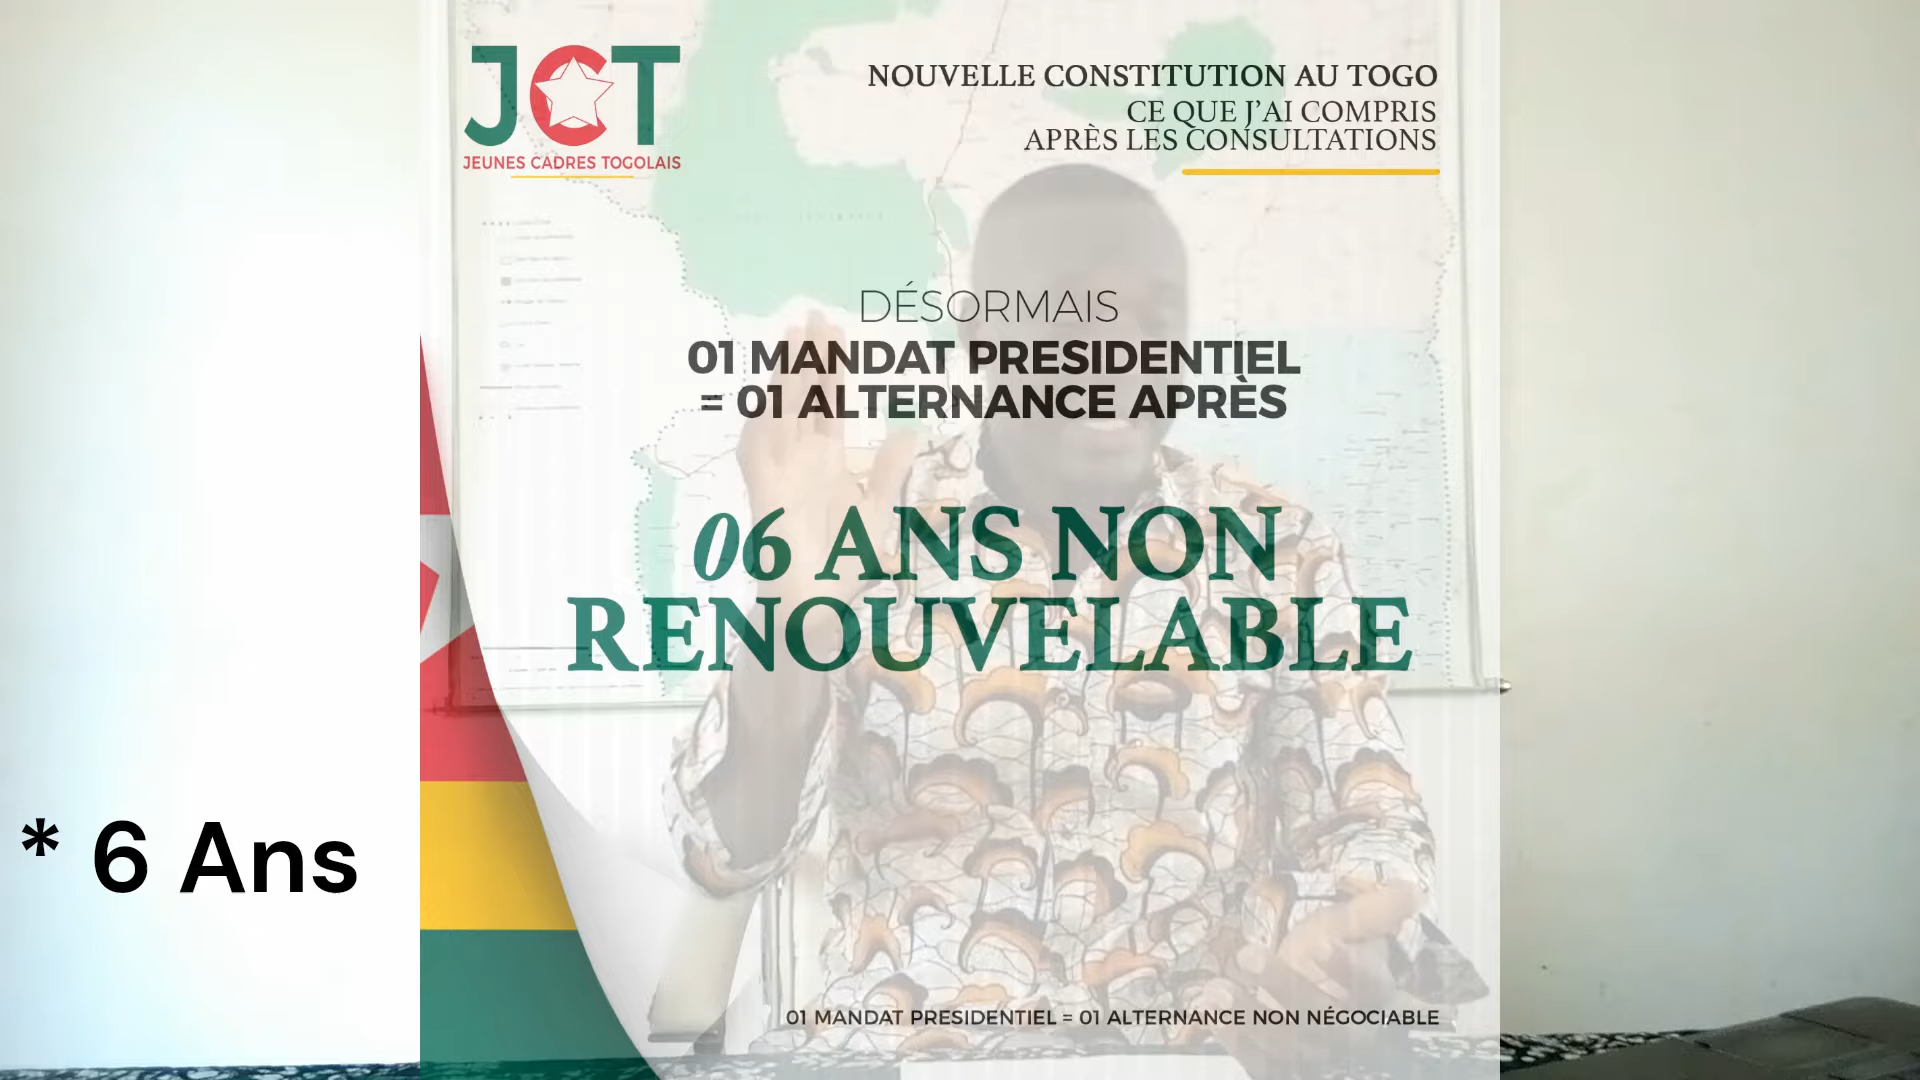 JCT
JEUNES CADRES TOGOLAIS
NOUVELLE CONSTITUTION AU TOGO
CE QUE J'AI COMPRIS
APRÈS LES CONSULTATIONS
DÉSORMAIS
01 MANDAT PRESIDENTIEL
= 01 ALTERNANCE APRÈS
06 ANS NON
RENOUVELABLE
* 6 Ans
01 MANDAT PRESIDENTIEL = 01 ALTERNANCE NON NÉGOCIABLE